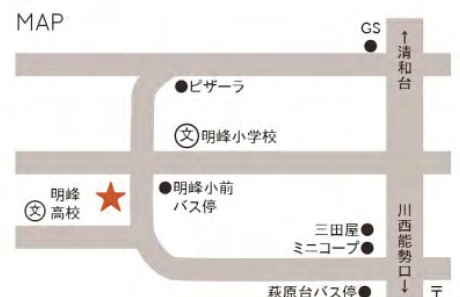 MAP
GS
↑清和台
ピザーラ
文 明峰小学校
明峰小前
バス停
明峰
文 高校
三田屋
ミニコープ
川西能勢口↓
萩原台バス停
〒